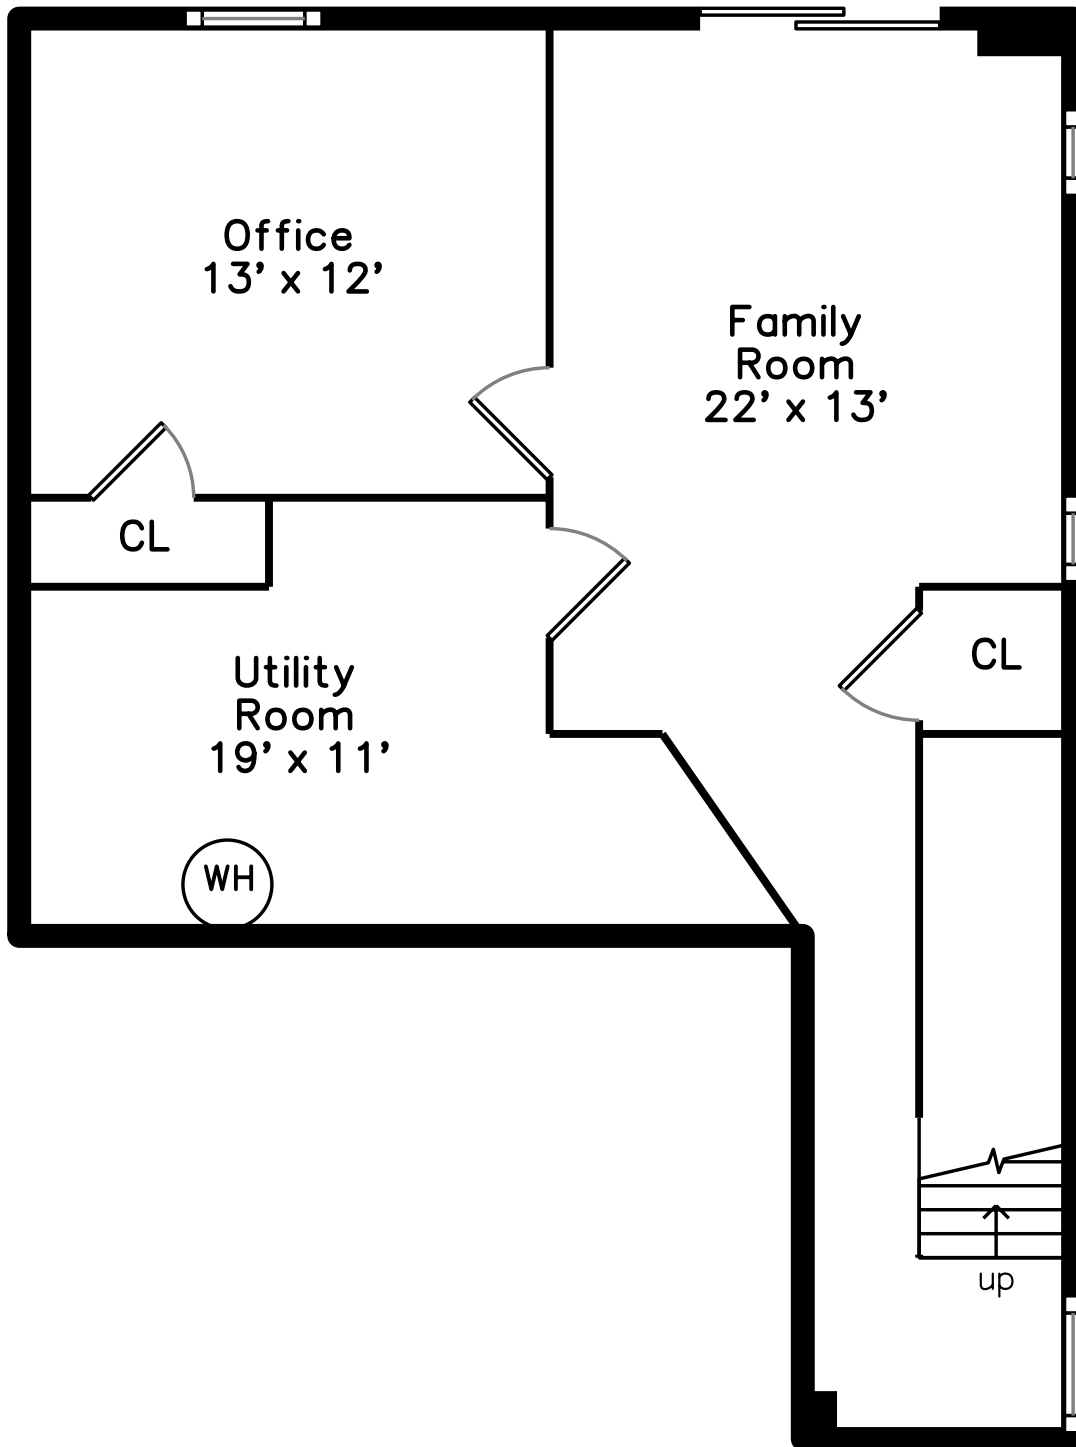 Office
13’ x 12’
Family
Room
22’ x 13’
CL
CL
Utility
Room
19’ x 11’
WH
up